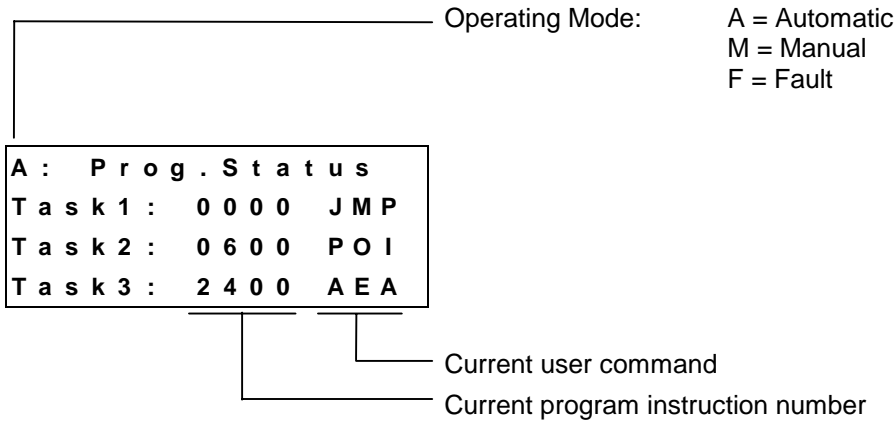 Operating Mode: A = Automatic
M = Manual
F = Fault
A: Prog.Status
Task1: 0000 JMP
Task2: 0600 POI
Task3: 2400 AEA
Current user command
Current program instruction number